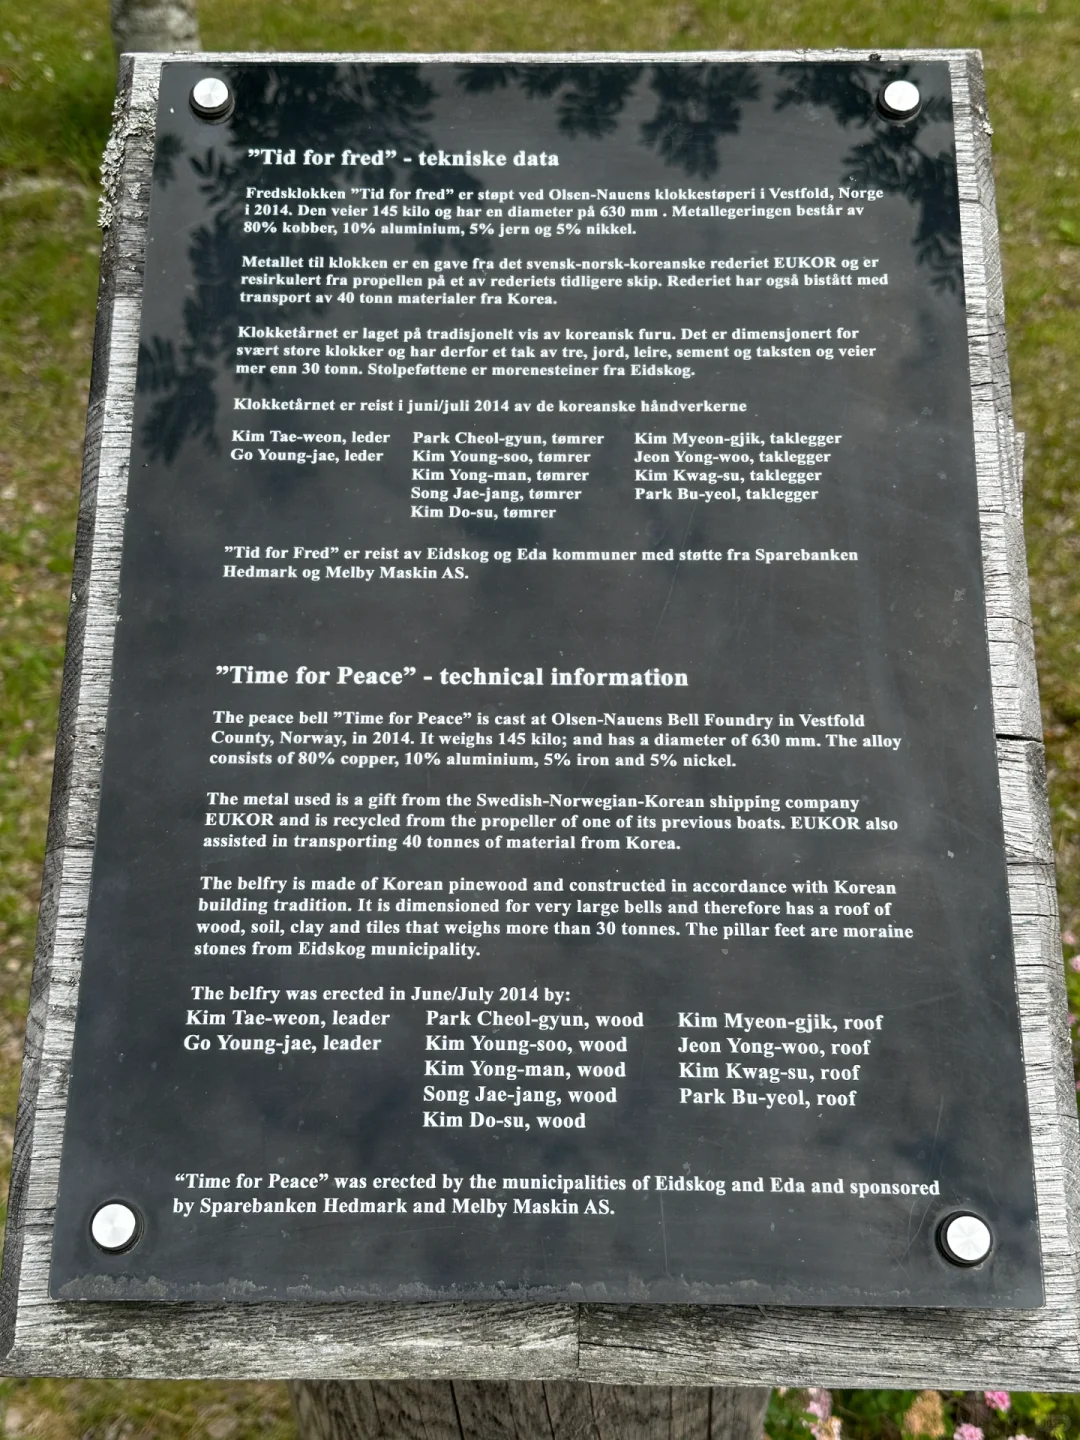 ”Tid for fred” - tekniske data
Fredsklokken ”Tid for fred” er støpt ved Olsen-Nauens klokkestøperi i Vestfold, Norge
i 2014. Den veier 145 kilo og har en diameter på 630 mm . Metallegeringen består av
80% kobber, 10% aluminium, 5% jern og 5% nikkel.
Metallet til klokken er en gave fra det svensk-norsk-koreanske rederiet EUKOR og er
resirkulert fra propellen på et av rederiets tidligere skip. Rederiet har også bistått med
transport av 40 tonn materialer fra Korea.
Klokketårnet er laget på tradisjonelt vis av koreansk furu. Det er dimensjonert for
svært store klokker og har derfor et tak av tre, jord, leire, sement og taksten og veier
mer enn 30 tonn. Stolpeføttene er morenesteiner fra Eidskog.
Klokketårnet er reist i juni/juli 2014 av de koreanske håndverkerne
Kim Tae-weon, leder Park Cheol-gyun, tømrer Kim Myeon-gjik, taklegger
Go Young-jae, leder Kim Young-soo, tømrer Jeon Yong-woo, taklegger
Kim Yong-man, tømrer Kim Kwag-su, taklegger
Song Jae-jang, tømrer Park Bu-yeol, taklegger
Kim Do-su, tømrer
”Tid for Fred” er reist av Eidskog og Eda kommuner med støtte fra Sparebanken
Hedmark og Melby Maskin AS.
”Time for Peace” - technical information
The peace bell ”Time for Peace” is cast at Olsen-Nauens Bell Foundry in Vestfold
County, Norway, in 2014. It weighs 145 kilo; and has a diameter of 630 mm. The alloy
consists of 80% copper, 10% aluminium, 5% iron and 5% nickel.
The metal used is a gift from the Swedish-Norwegian-Korean shipping company
EUKOR and is recycled from the propeller of one of its previous boats. EUKOR also
assisted in transporting 40 tonnes of material from Korea.
The belfry is made of Korean pinewood and constructed in accordance with Korean
building tradition. It is dimensioned for very large bells and therefore has a roof of
wood, soil, clay and tiles that weighs more than 30 tonnes. The pillar feet are moraine
stones from Eidskog municipality.
The belfry was erected in June/July 2014 by:
Kim Tae-weon, leader Park Cheol-gyun, wood Kim Myeon-gjik, roof
Go Young-jae, leader Kim Young-soo, wood Jeon Yong-woo, roof
Kim Yong-man, wood Kim Kwag-su, roof
Song Jae-jang, wood Park Bu-yeol, roof
Kim Do-su, wood
“Time for Peace” was erected by the municipalities of Eidskog and Eda and sponsored
by Sparebanken Hedmark and Melby Maskin AS.